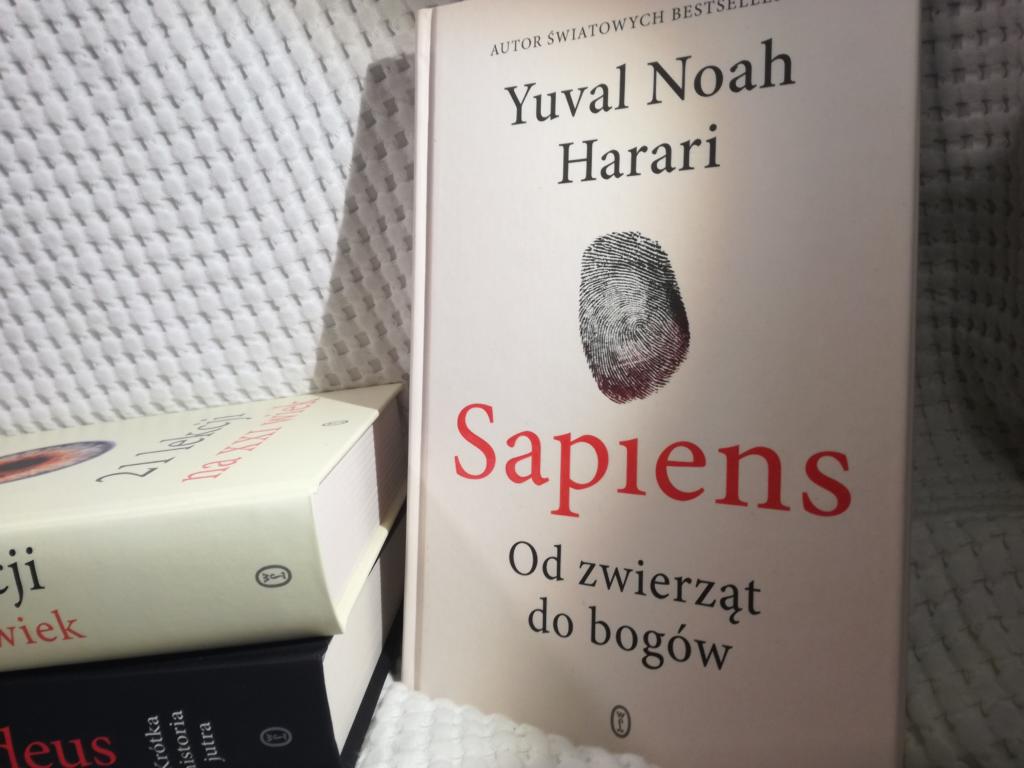 AUTOR ŚWIATOWYCH
Yuval Noah
Harari
Sapiens
Od zwierząt
do bogów
21 lekcji
na XXI wiek
cji
wiek
deus
Krótka
historia
jutra